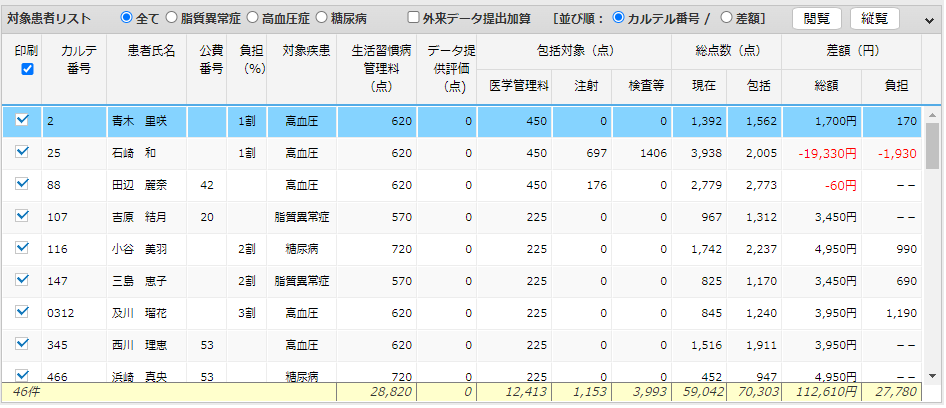 対象患者リスト 全て 脂質異常症 高血圧症 糖尿病 外来データ提出加算 [並び順： カルテル番号 / 差額] 閲覧 縦覧
印刷 カルテ番号 患者氏名 公費番号 負担(%) 対象疾患 生活習慣病管理料（点） データ提供評価（点) 包括対象（点） 総点数（点） 差額（円）
医学管理料 注射 検査等 現在 包括 総額 負担
2 青木 里咲 1割 高血圧 620 0 450 0 0 1,392 1,562 1,700円 170
25 石﨑 和 1割 高血圧 620 0 450 697 1406 3,938 2,005 -19,330円 -1,930
88 田辺 麗奈 42 高血圧 620 0 450 176 0 2,779 2,773 -60円 −−
107 吉原 結月 20 脂質異常症 570 0 225 0 0 967 1,312 3,450円 −−
116 小谷 美羽 2割 糖尿病 720 0 225 0 0 1,742 2,237 4,950円 990
147 三島 恵子 2割 脂質異常症 570 0 225 0 0 825 1,170 3,450円 690
0312 及川 瑠花 3割 高血圧 620 0 225 0 0 845 1,240 3,950円 1,190
345 西川 理恵 53 高血圧 620 0 225 0 0 1,516 1,911 3,950円 −−
466 浜崎 真央 53 糖尿病 720 0 225 0 0 452 947 4,950円 −−
46件 28,820 0 12,413 1,153 3,993 59,042 70,303 112,610円 27,780